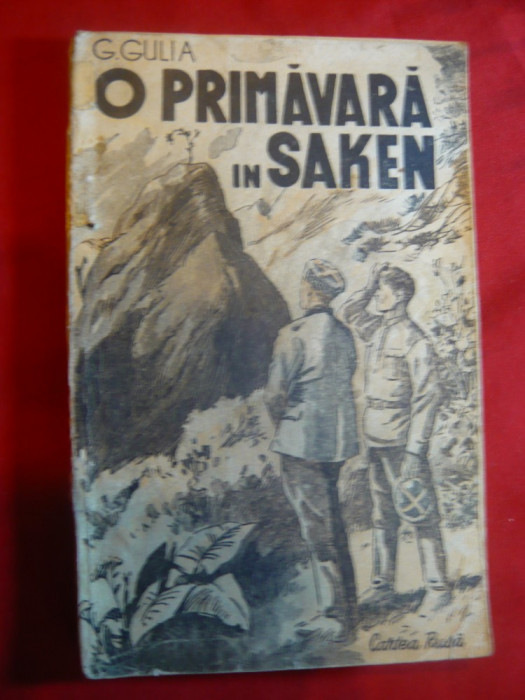 G. GULIA
O PRIMĂVARĂ
IN SAKEN
Cartea Rusă